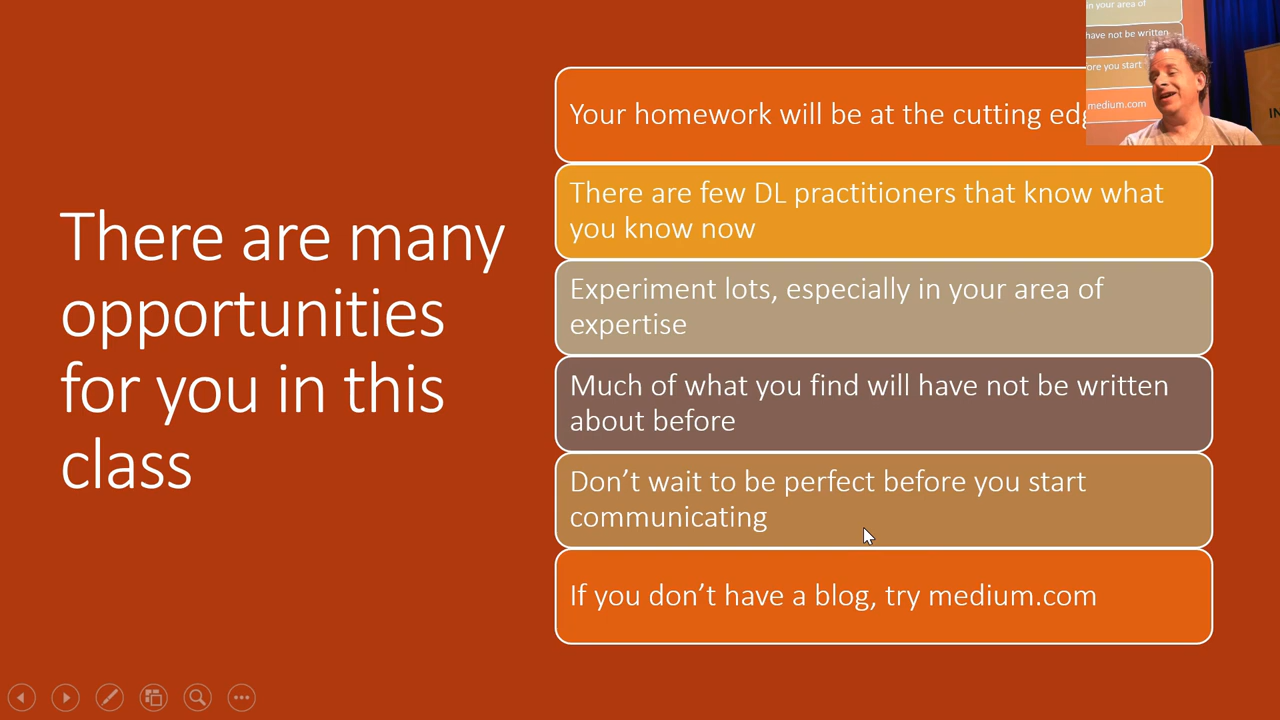 There are many
opportunities
for you in this
class
Your homework will be at the cutting
There are few DL practitioners that know what
you know now
Experiment lots, especially in your area of
expertise
Much of what you find will have not be written
about before
Don't wait to be perfect before you start
communicating
If you don't have a blog, try medium.com
in your area of
have not be written
you start
medium.com